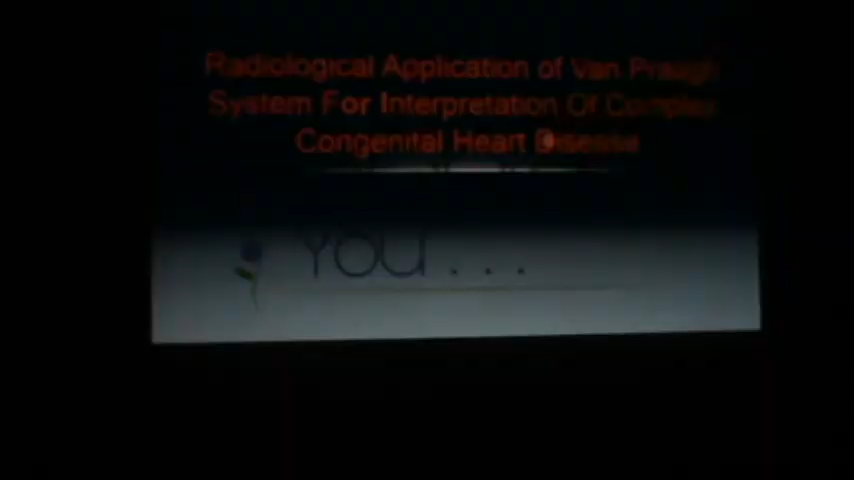 Radiological Application of Van Praagh
System For Interpretation Of Complex
Congenital Heart Disease
YOU . . .